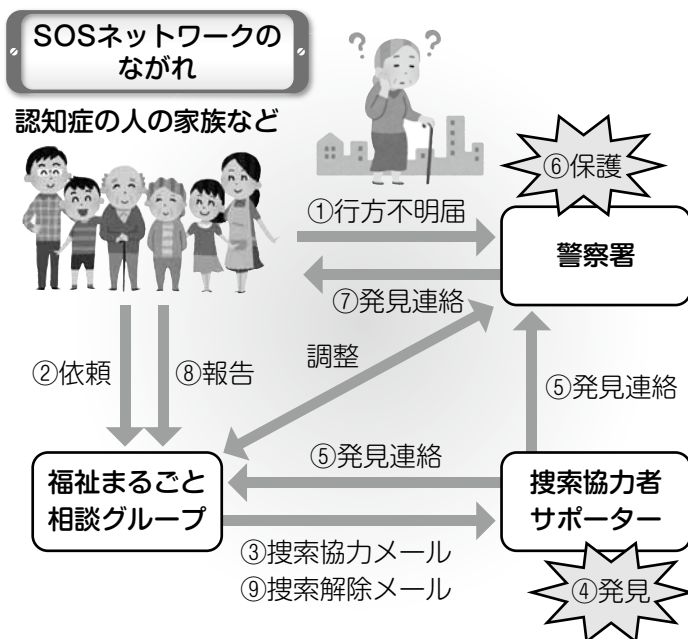 SOSネットワークの
ながれ
認知症の人の家族など
?
?
⑥保護
①行方不明届
警察署
⑦発見連絡
②依頼
⑧報告
調整
⑤発見連絡
⑤発見連絡
福祉まるごと
相談グループ
捜索協力者
サポーター
③捜索協力メール
⑨捜索解除メール
④発見